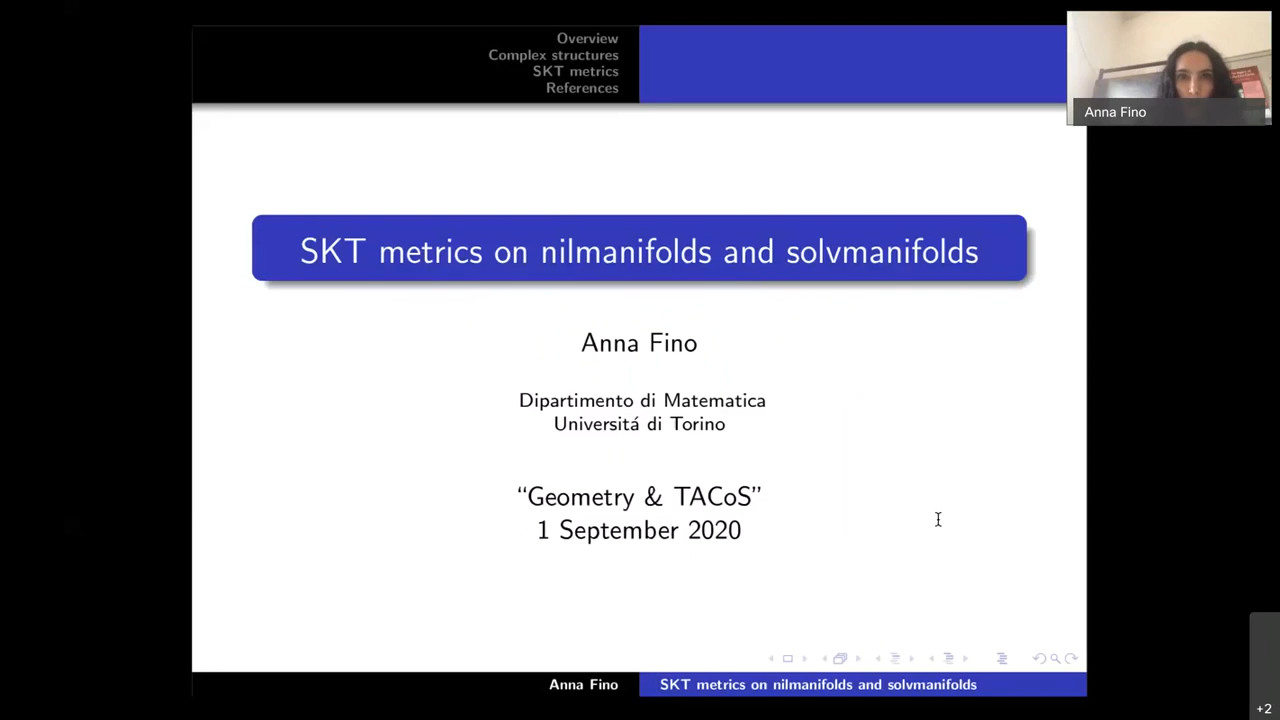 Overview
Complex structures
SKT metrics
References
Anna Fino
SKT metrics on nilmanifolds and solvmanifolds
Anna Fino
Dipartimento di Matematica
Universitá di Torino
“Geometry & TACoS”
1 September 2020
Anna Fino
SKT metrics on nilmanifolds and solvmanifolds
+2